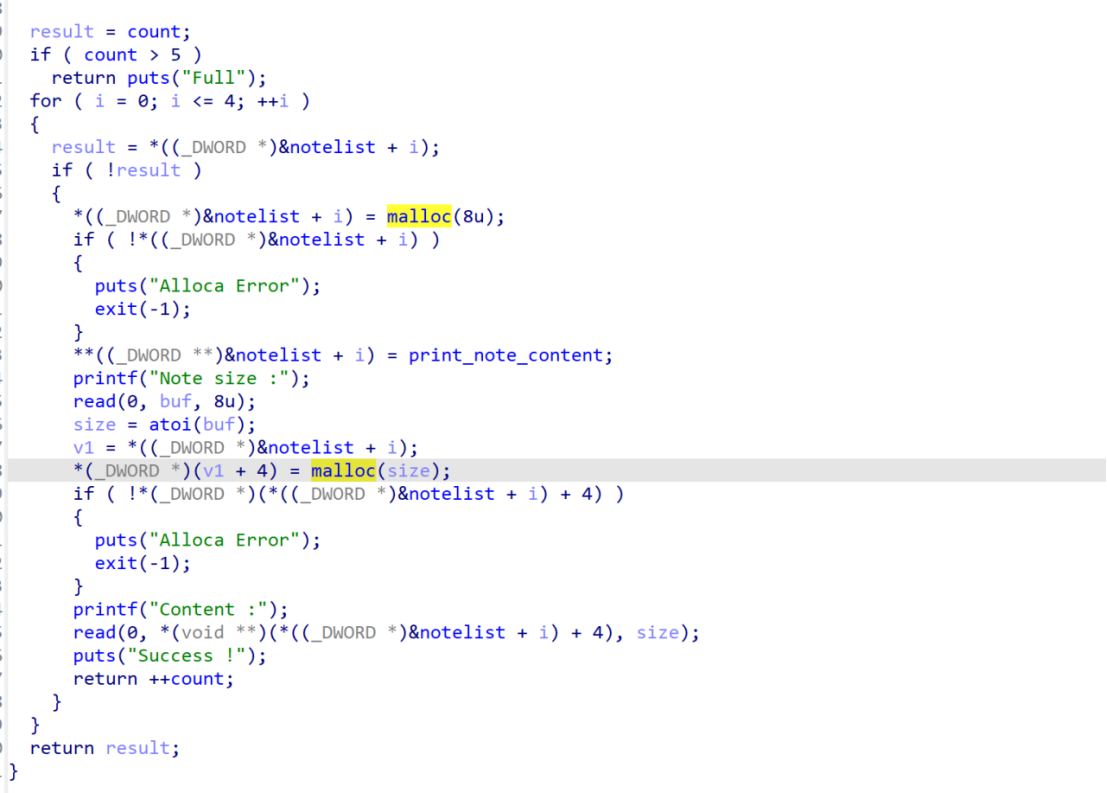 result = count;
if ( count > 5 )
return puts("Full");
for ( i = 0; i <= 4; ++i )
{
result = *((_DWORD *)&notelist + i);
if ( !result )
{
*((_DWORD *)&notelist + i) = malloc(8u);
if ( !*((_DWORD *)&notelist + i) )
{
puts("Alloca Error");
exit(-1);
}
**((_DWORD **)&notelist + i) = print_note_content;
printf("Note size :");
read(0, buf, 8u);
size = atoi(buf);
v1 = *((_DWORD *)&notelist + i);
*(_DWORD *)(v1 + 4) = malloc(size);
if ( !*(_DWORD *)(*((_DWORD *)&notelist + i) + 4) )
{
puts("Alloca Error");
exit(-1);
}
printf("Content :");
read(0, *(void **)(*((_DWORD *)&notelist + i) + 4), size);
puts("Success !");
return ++count;
}
}
return result;
}